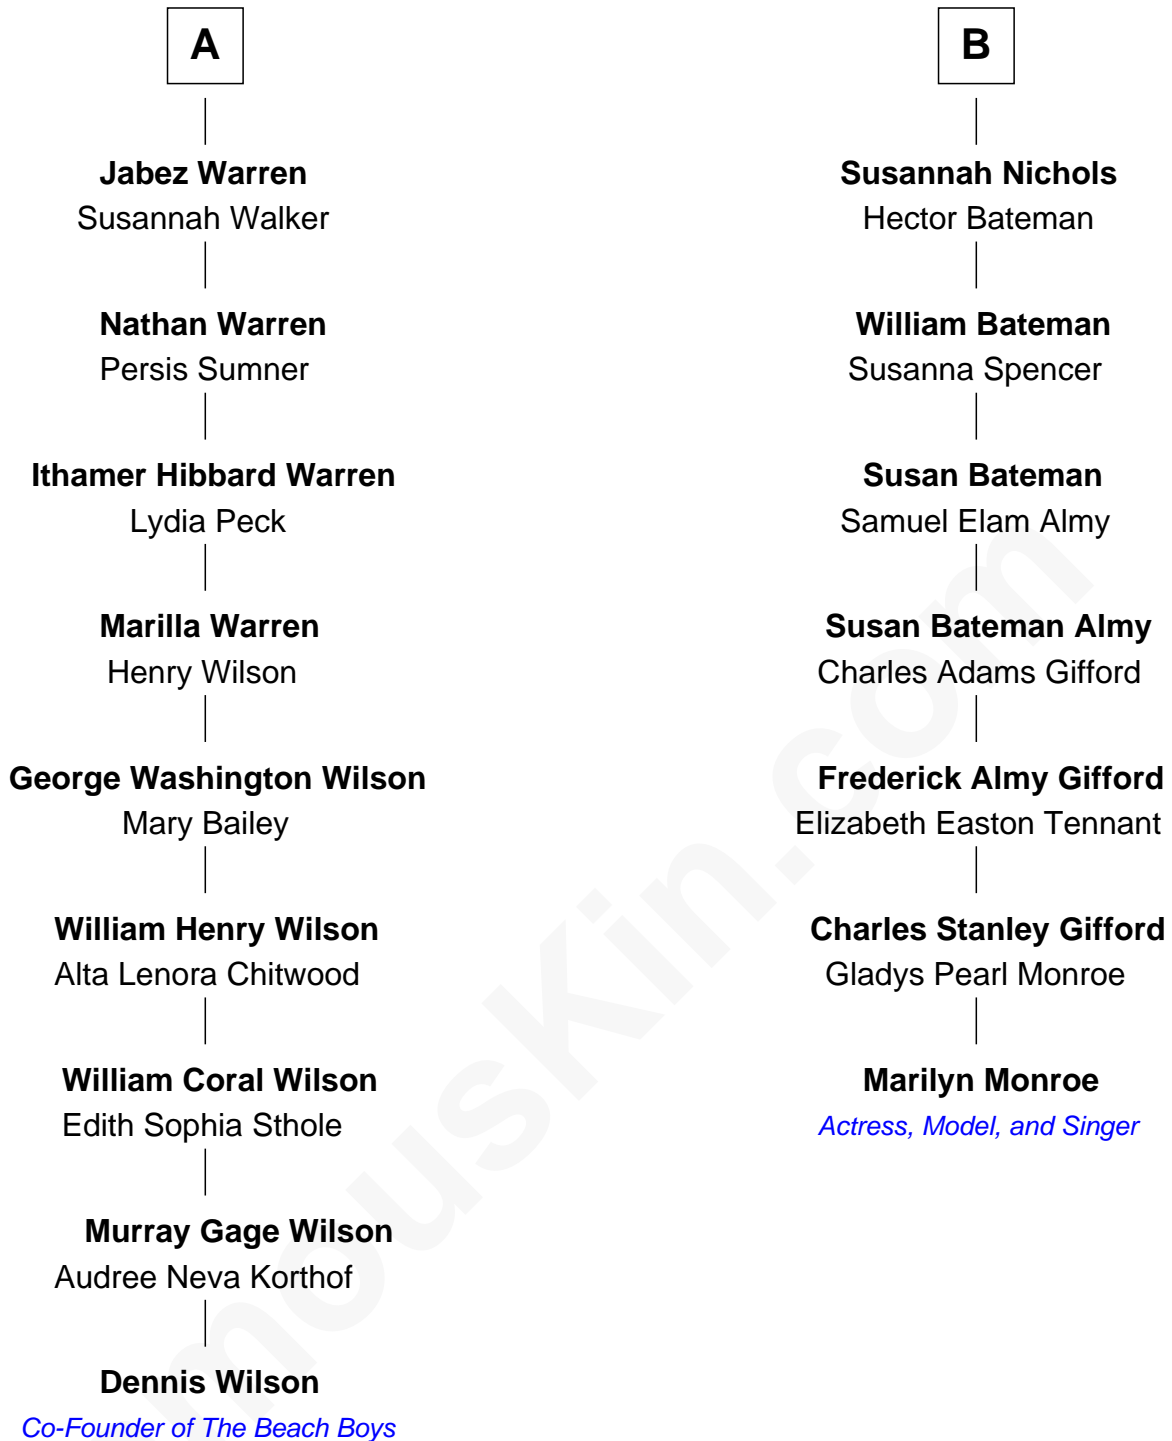 A
Jabez Warren
Susannah Walker
Nathan Warren
Persis Sumner
Ithamer Hibbard Warren
Lydia Peck
Marilla Warren
Henry Wilson
George Washington Wilson
Mary Bailey
William Henry Wilson
Alta Lenora Chitwood
William Coral Wilson
Edith Sophia Sthole
Murray Gage Wilson
Audree Neva Korthof
Dennis Wilson
Co-Founder of The Beach Boys
B
Susannah Nichols
Hector Bateman
William Bateman
Susanna Spencer
Susan Bateman
Samuel Elam Almy
Susan Bateman Almy
Charles Adams Gifford
Frederick Almy Gifford
Elizabeth Easton Tennant
Charles Stanley Gifford
Gladys Pearl Monroe
Marilyn Monroe
Actress, Model, and Singer
mousKin.com